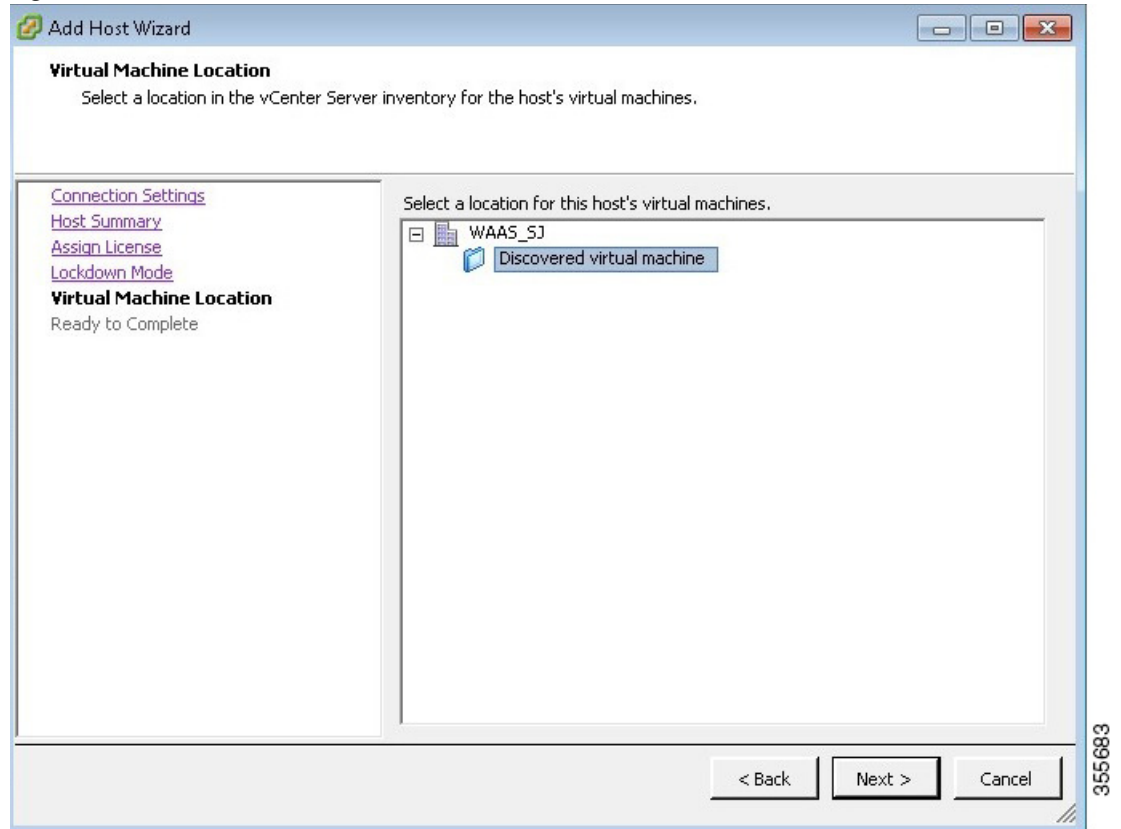 Add Host Wizard
Virtual Machine Location
Select a location in the vCenter Server inventory for the host's virtual machines.
Connection Settings
Host Summary
Assign License
Lockdown Mode
Virtual Machine Location
Ready to Complete
Select a location for this host's virtual machines.
WAAS_SJ
Discovered virtual machine
< Back
Next >
Cancel
355683